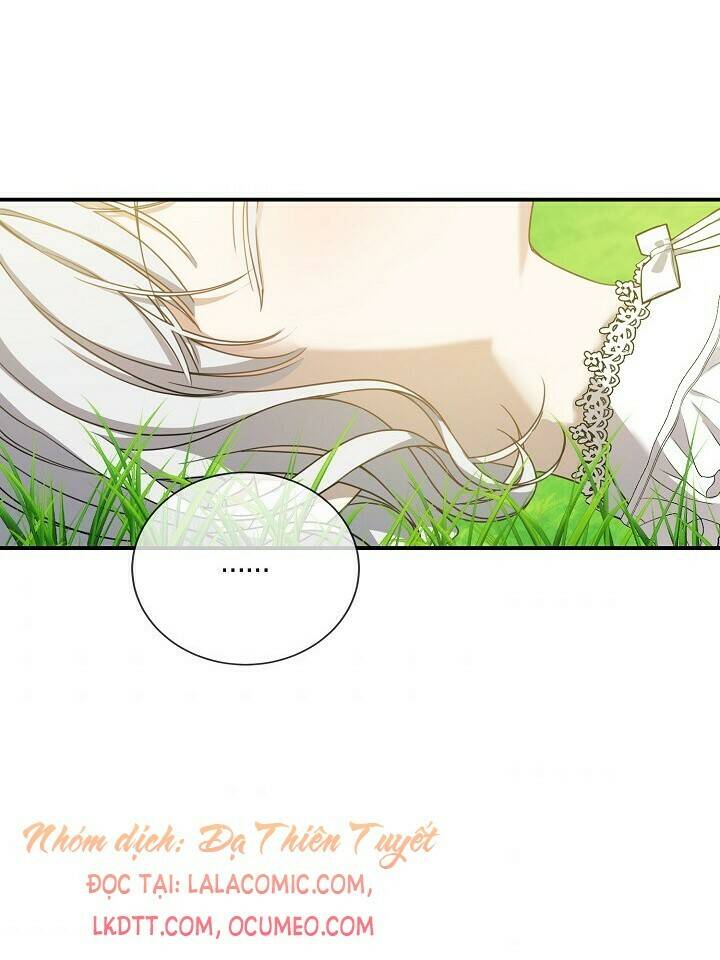 ......
Nhóm dịch: Dạ Thiên Tuyết
ĐỌC TẠI: LALACOMIC.COM,
LKDTT.COM, OCUMEO.COM